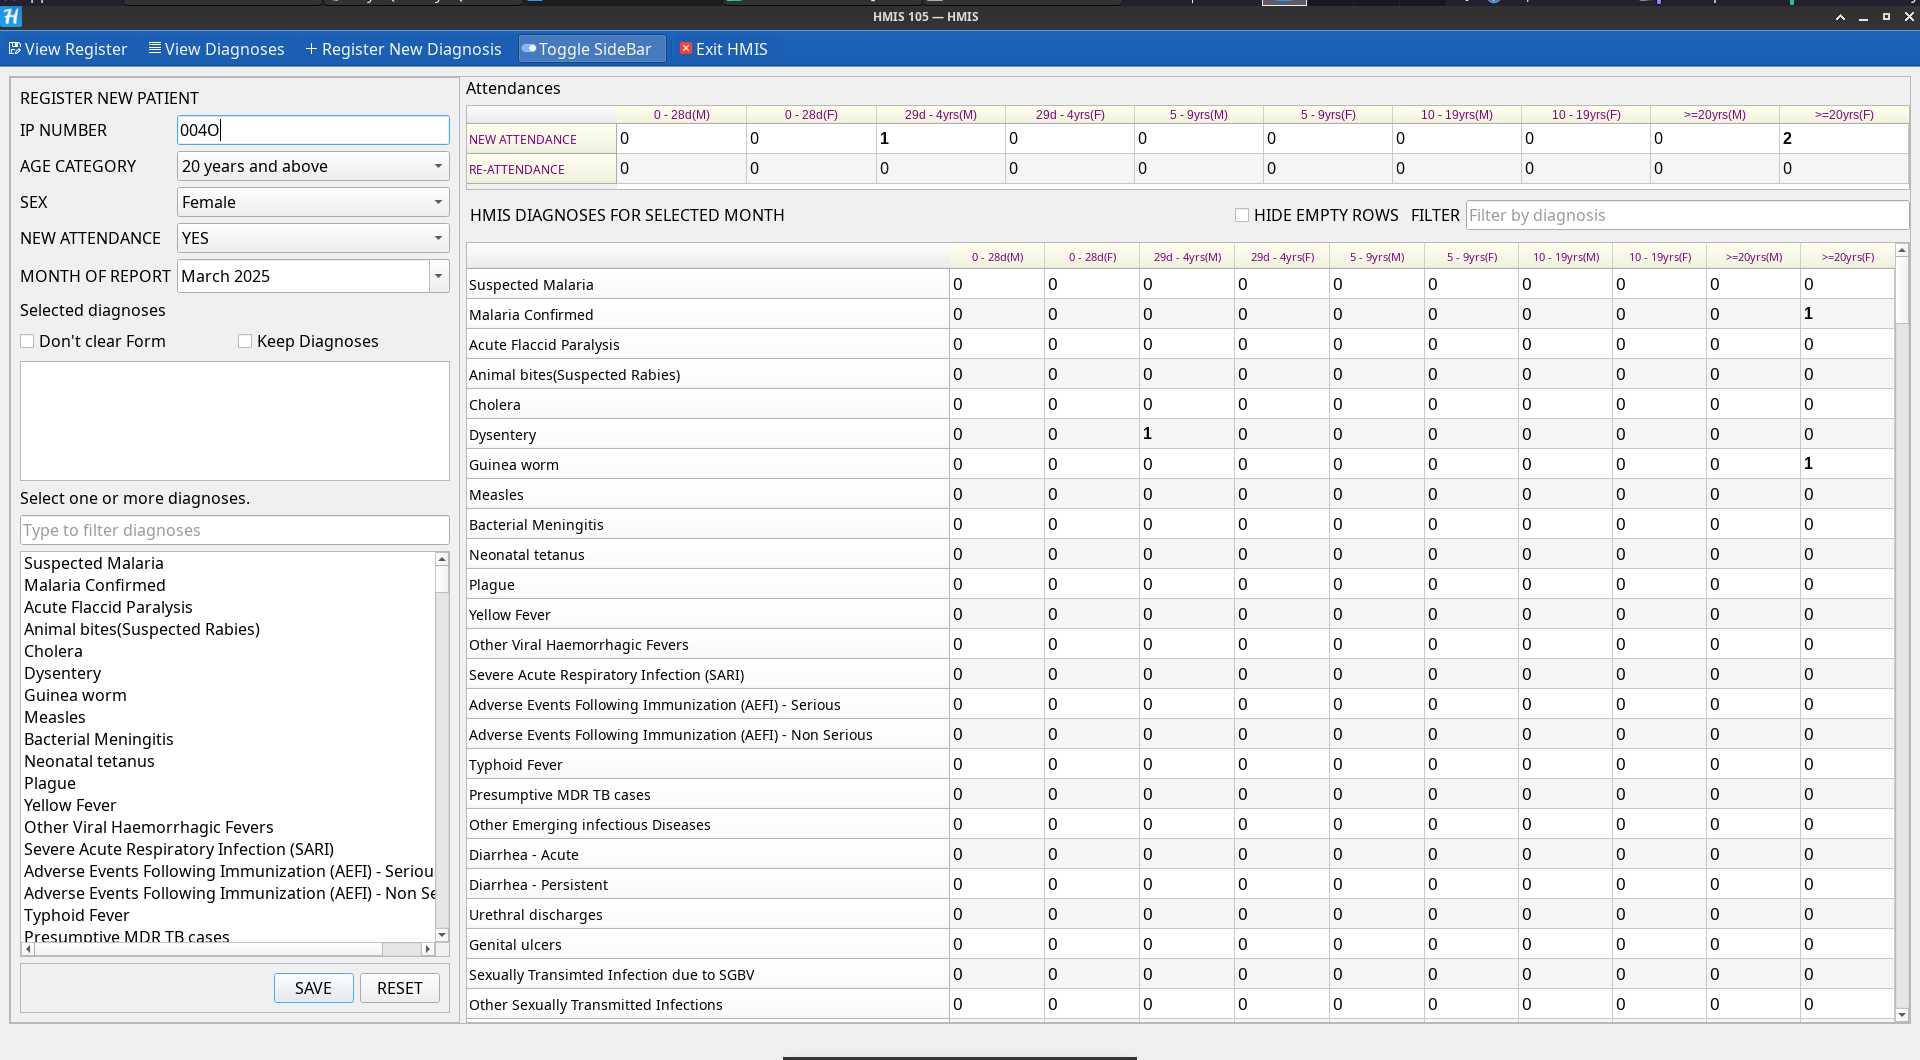 HMIS 105 — HMIS
View Register View Diagnoses + Register New Diagnosis Toggle SideBar Exit HMIS
REGISTER NEW PATIENT
IP NUMBER 004O
AGE CATEGORY 20 years and above
SEX Female
NEW ATTENDANCE YES
MONTH OF REPORT March 2025
Selected diagnoses
Don't clear Form Keep Diagnoses
Select one or more diagnoses.
Type to filter diagnoses
Suspected Malaria
Malaria Confirmed
Acute Flaccid Paralysis
Animal bites(Suspected Rabies)
Cholera
Dysentery
Guinea worm
Measles
Bacterial Meningitis
Neonatal tetanus
Plague
Yellow Fever
Other Viral Haemorrhagic Fevers
Severe Acute Respiratory Infection (SARI)
Adverse Events Following Immunization (AEFI) - Seriou
Adverse Events Following Immunization (AEFI) - Non Se
Typhoid Fever
Presumptive MDR TB cases
SAVE RESET
Attendances
0 - 28d(M) 0 - 28d(F) 29d - 4yrs(M) 29d - 4yrs(F) 5 - 9yrs(M) 5 - 9yrs(F) 10 - 19yrs(M) 10 - 19yrs(F) >=20yrs(M) >=20yrs(F)
NEW ATTENDANCE 0 0 1 0 0 0 0 0 0 2
RE-ATTENDANCE 0 0 0 0 0 0 0 0 0 0
HMIS DIAGNOSES FOR SELECTED MONTH HIDE EMPTY ROWS FILTER Filter by diagnosis
0 - 28d(M) 0 - 28d(F) 29d - 4yrs(M) 29d - 4yrs(F) 5 - 9yrs(M) 5 - 9yrs(F) 10 - 19yrs(M) 10 - 19yrs(F) >=20yrs(M) >=20yrs(F)
Suspected Malaria 0 0 0 0 0 0 0 0 0 0
Malaria Confirmed 0 0 0 0 0 0 0 0 0 1
Acute Flaccid Paralysis 0 0 0 0 0 0 0 0 0 0
Animal bites(Suspected Rabies) 0 0 0 0 0 0 0 0 0 0
Cholera 0 0 0 0 0 0 0 0 0 0
Dysentery 0 0 1 0 0 0 0 0 0 0
Guinea worm 0 0 0 0 0 0 0 0 0 1
Measles 0 0 0 0 0 0 0 0 0 0
Bacterial Meningitis 0 0 0 0 0 0 0 0 0 0
Neonatal tetanus 0 0 0 0 0 0 0 0 0 0
Plague 0 0 0 0 0 0 0 0 0 0
Yellow Fever 0 0 0 0 0 0 0 0 0 0
Other Viral Haemorrhagic Fevers 0 0 0 0 0 0 0 0 0 0
Severe Acute Respiratory Infection (SARI) 0 0 0 0 0 0 0 0 0 0
Adverse Events Following Immunization (AEFI) - Serious 0 0 0 0 0 0 0 0 0 0
Adverse Events Following Immunization (AEFI) - Non Serious 0 0 0 0 0 0 0 0 0 0
Typhoid Fever 0 0 0 0 0 0 0 0 0 0
Presumptive MDR TB cases 0 0 0 0 0 0 0 0 0 0
Other Emerging infectious Diseases 0 0 0 0 0 0 0 0 0 0
Diarrhea - Acute 0 0 0 0 0 0 0 0 0 0
Diarrhea - Persistent 0 0 0 0 0 0 0 0 0 0
Urethral discharges 0 0 0 0 0 0 0 0 0 0
Genital ulcers 0 0 0 0 0 0 0 0 0 0
Sexually Transimted Infection due to SGBV 0 0 0 0 0 0 0 0 0 0
Other Sexually Transmitted Infections 0 0 0 0 0 0 0 0 0 0